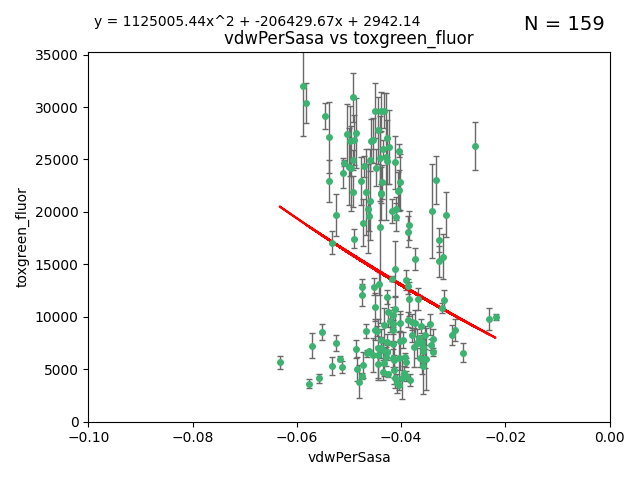 y = 1125005.44x^2 + -206429.67x + 2942.14
N = 159
vdwPerSasa vs toxgreen_fluor
35000
30000
25000
20000
15000
10000
5000
0
toxgreen_fluor
−0.10
−0.08
−0.06
−0.04
−0.02
0.00
vdwPerSasa